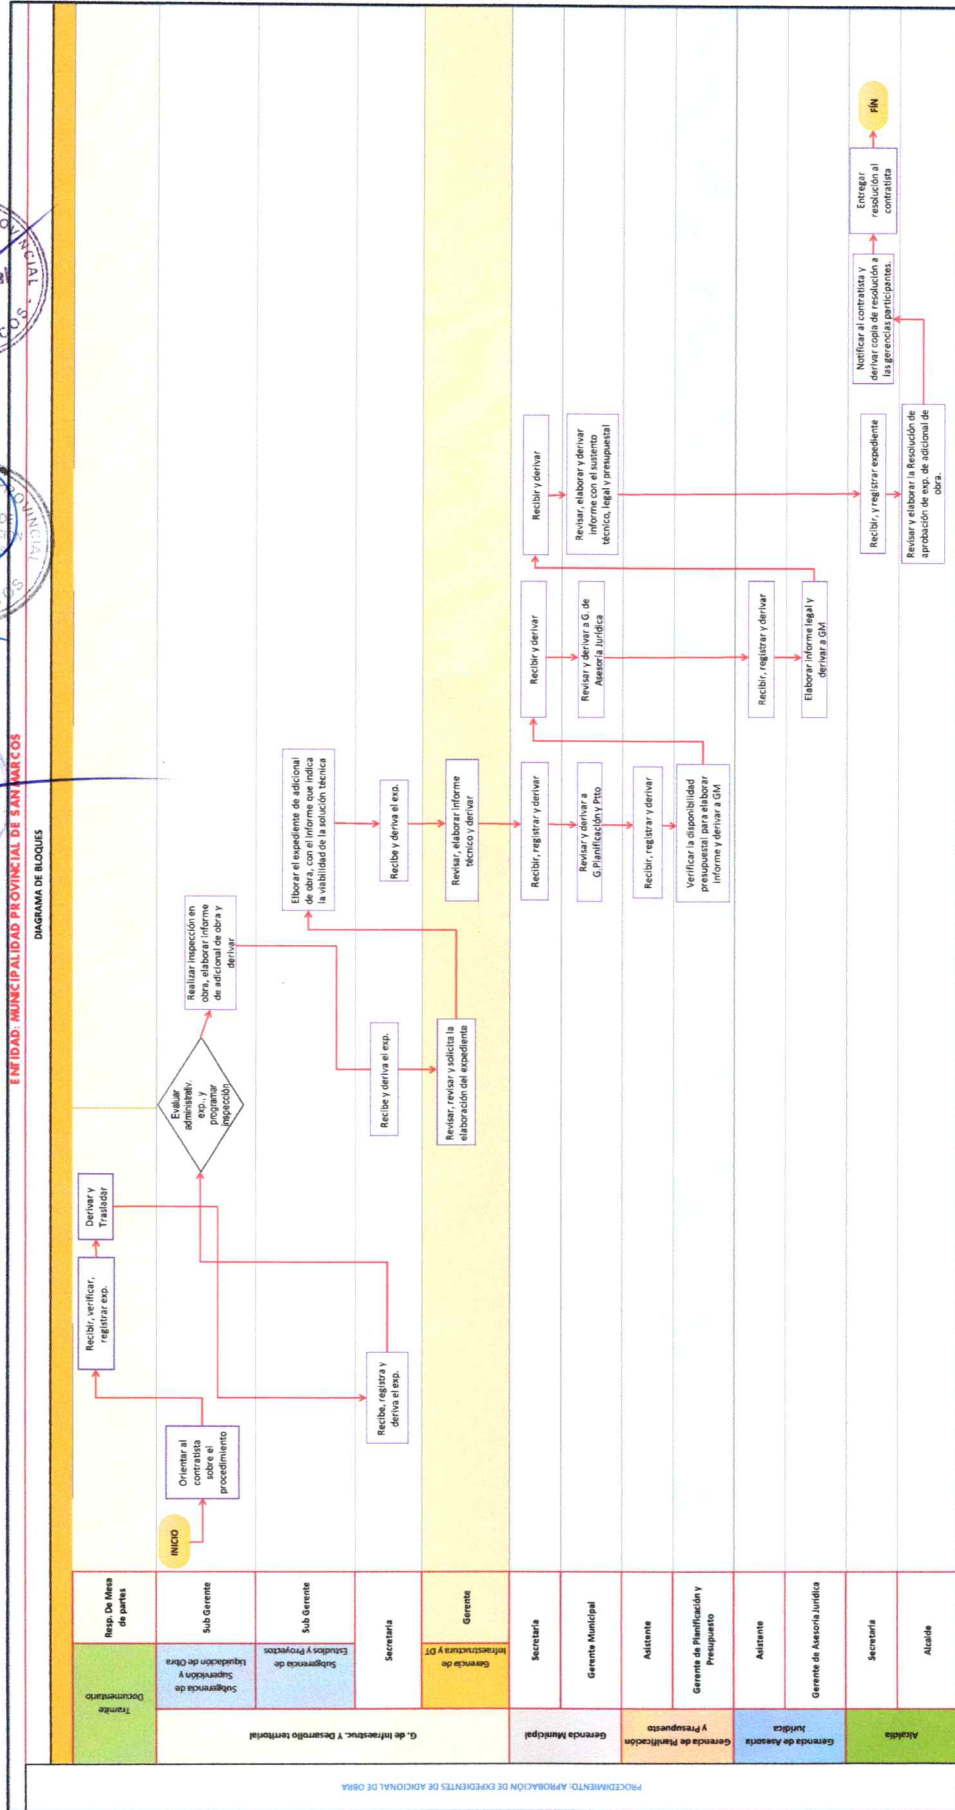 ENTIDAD: MUNICIPALIDAD PROVINCIAL DE SAN MARCOS
DIAGRAMA DE BLOQUES
PROCEDIMIENTO: APROBACIÓN DE EXPEDIENTES DE ADICIONAL DE OBRA
Tramite
Documentario
Resp. De Mesa
de partes
Recibir, verificar,
registrar exp.
Derivar y
Trasladar
G. de Infraestruc. Y Desarrollo territorial
Subgerencia de
Supervisión y
Liquidación de Obra
Sub Gerente
INICIO
Orientar al
contratista
sobre el
procedimiento
Evaluar
administrativ.
exp., y
programar
inspección
Realizar inspección en
obra, elaborar informe
de adicional de obra y
derivar
Subgerencia de
Estudios y Proyectos
Sub Gerente
Elborar el expediente de adicional
de obra, con el informe que indica
la viabilidad de la solución técnica
Secretaria
Recibe, registra y
deriva el exp.
Recibe y deriva el exp.
Recibe y deriva el exp.
Gerencia de
Infraestructura y DT
Gerente
Revisar, revisar y solicita la
elaboración del expediente
Revisar, elaborar informe
técnico y derivar
Gerencia Municipal
Secretaria
Recibir, registrar y derivar
Recibir y derivar
Recibir y derivar
Gerente Municipal
Revisar y derivar a
G.Planificación y Ptto
Revisar y derivar a G. de
Asesoría Jurídica
Revisar, elaborar y derivar
informe con el sustento
técnico, legal y presupuestal
Gerencia de Planificación
y Presupuesto
Asistente
Recibir, registrar y derivar
Gerente de Planificación y
Presupuesto
Verificar la disponibilidad
presupuestal para elaborar
informe y derivar a GM
Gerencia de Asesoría
Jurídica
Asistente
Recibir, registrar y derivar
Gerente de Asesoría Jurídica
Elaborar informe legal y
derivar a GM
Alcaldía
Secretaria
Recibir, y registrar expediente
Notificar al contratista y
derivar copia de resolución a
las gerencias participantes.
Entregar
resolución al
contratista
FÍN
Alcalde
Revisar y elaborar la Resolución de
aprobación de exp. de adicional de
obra.